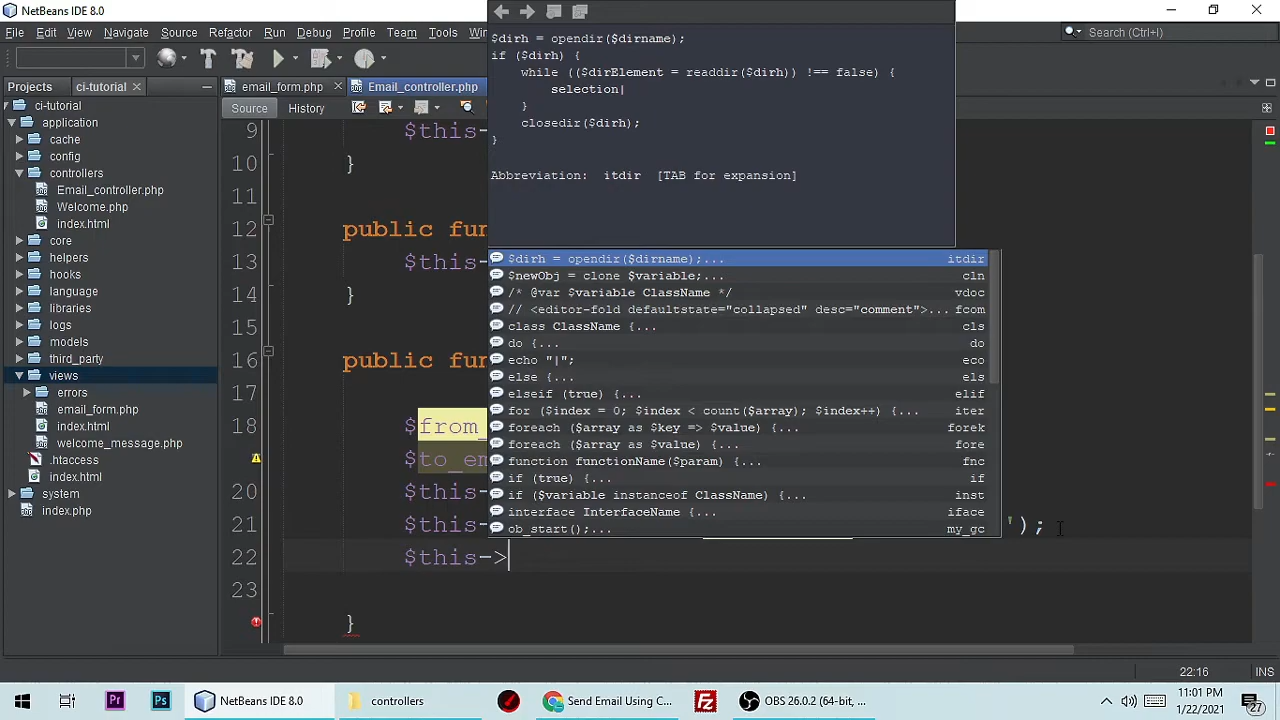 NetBeans IDE 8.0
File Edit View Navigate Source Refactor Run Debug Profile Team Tools
Search (Ctrl+I)
$dirh = opendir($dirname);
if ($dirh) {
while (($dirElement = readdir($dirh)) !== false) {
selection
}
closedir($dirh);
}
Abbreviation: itdir [TAB for expansion]
Projects ci-tutorial
email_form.php Email_controller.php
Source History
ci-tutorial
application
cache
config
controllers
Email_controller.php
Welcome.php
index.html
core
helpers
hooks
language
libraries
logs
models
third_party
views
errors
email_form.php
index.html
welcome_message.php
.htaccess
index.html
system
index.php
9 $this-
10 }
11
12 public fun
13 $this-
14 }
15
16 public fun
17
18 $from_
$to_em
20 $this-
21 $this- ');
22 $this->
23
}
$dirh = opendir($dirname);... itdir
$newObj = clone $variable;... cln
/* @var $variable ClassName */ vdoc
// <editor-fold defaultstate="collapsed" desc="comment">... fcom
class ClassName {... cls
do {... do
echo "|"; eco
else {... els
elseif (true) {... elif
for ($index = 0; $index < count($array); $index++) {... iter
foreach ($array as $key => $value) {... forek
foreach ($array as $value) {... fore
function functionName($param) {... fnc
if (true) {... if
if ($variable instanceof ClassName) {... inst
interface InterfaceName {... iface
ob_start();... my_gc
22:16 INS
NetBeans IDE 8.0
controllers
Send Email Using C...
OBS 26.0.2 (64-bit, ...
11:01 PM
1/22/2021
27